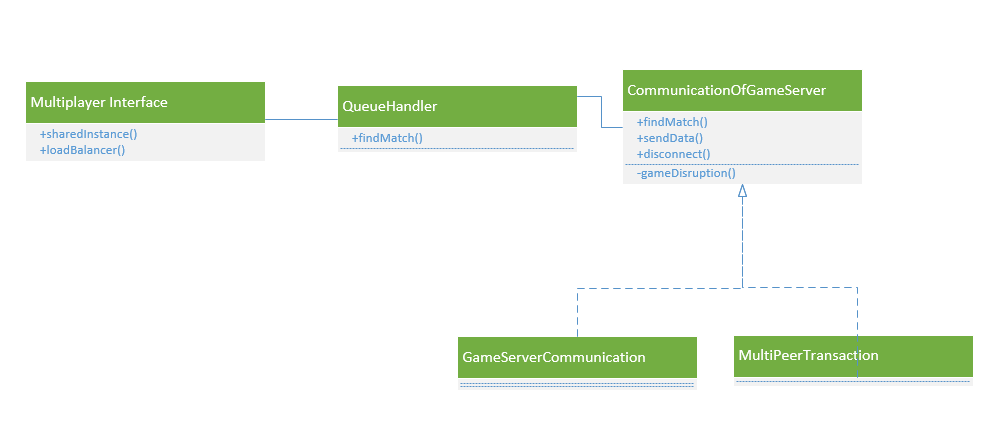 Multiplayer Interface
+sharedInstance()
+loadBalancer()
QueueHandler
+findMatch()
CommunicationOfGameServer
+findMatch()
+sendData()
+disconnect()
-gameDisruption()
GameServerCommunication
MultiPeerTransaction